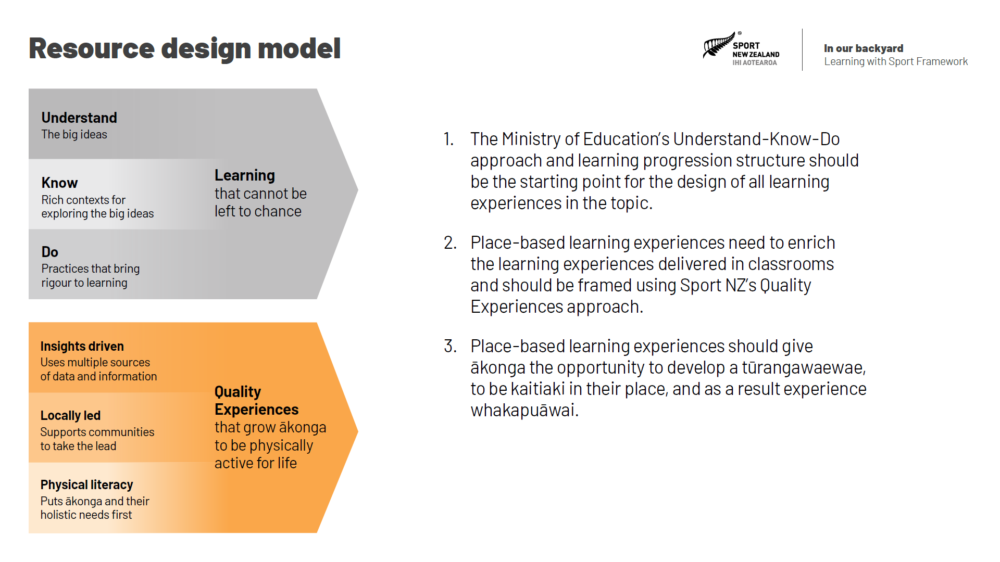 Resource design model
SPORT
NEW ZEALAND
IHI AOTEAROA
In our backyard
Learning with Sport Framework
Understand
The big ideas
Know
Rich contexts for
exploring the big ideas
Do
Practices that bring
rigour to learning
Learning
that cannot be
left to chance
Insights driven
Uses multiple sources
of data and information
Locally led
Supports communities
to take the lead
Physical literacy
Puts ākonga and their
holistic needs first
Quality
Experiences
that grow ākonga
to be physically
active for life
1. The Ministry of Education’s Understand-Know-Do
approach and learning progression structure should
be the starting point for the design of all learning
experiences in the topic.
2. Place-based learning experiences need to enrich
the learning experiences delivered in classrooms
and should be framed using Sport NZ’s Quality
Experiences approach.
3. Place-based learning experiences should give
ākonga the opportunity to develop a tūrangawaewae,
to be kaitiaki in their place, and as a result experience
whakapuāwai.